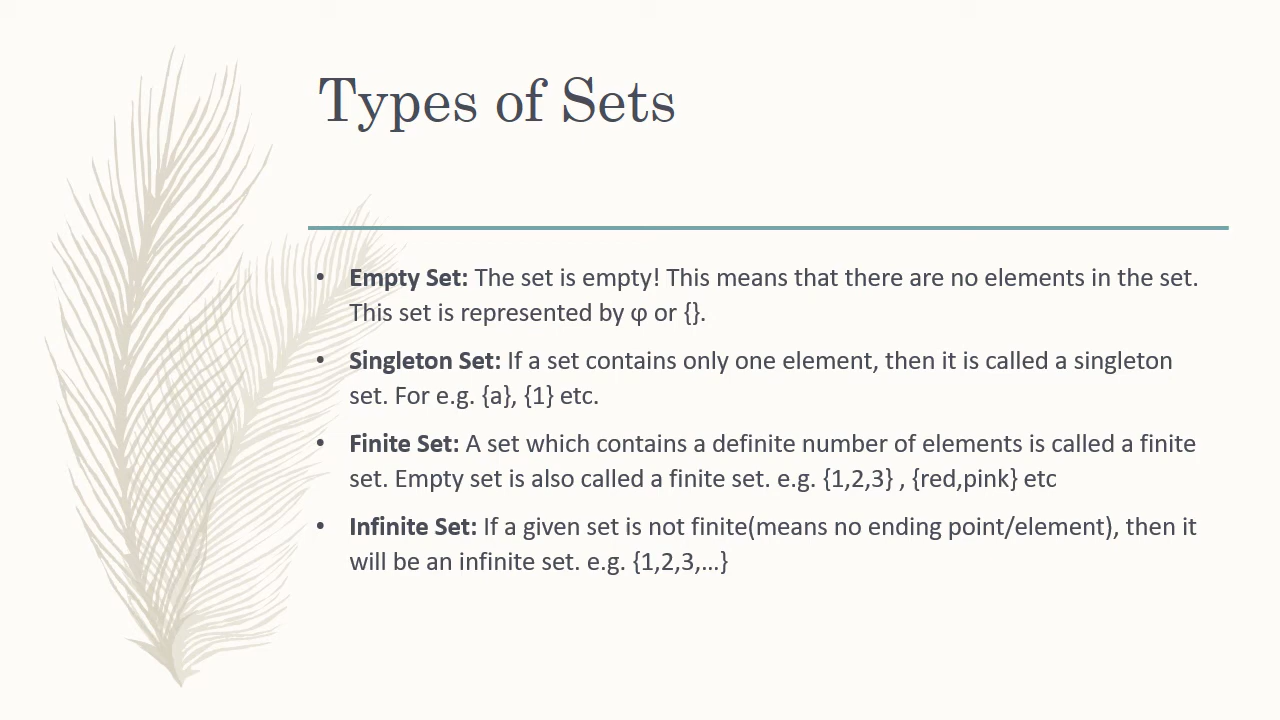 Types of Sets
• Empty Set: The set is empty! This means that there are no elements in the set.
This set is represented by φ or {}.
• Singleton Set: If a set contains only one element, then it is called a singleton
set. For e.g. {a}, {1} etc.
• Finite Set: A set which contains a definite number of elements is called a finite
set. Empty set is also called a finite set. e.g. {1,2,3} , {red,pink} etc
• Infinite Set: If a given set is not finite(means no ending point/element), then it
will be an infinite set. e.g. {1,2,3,...}